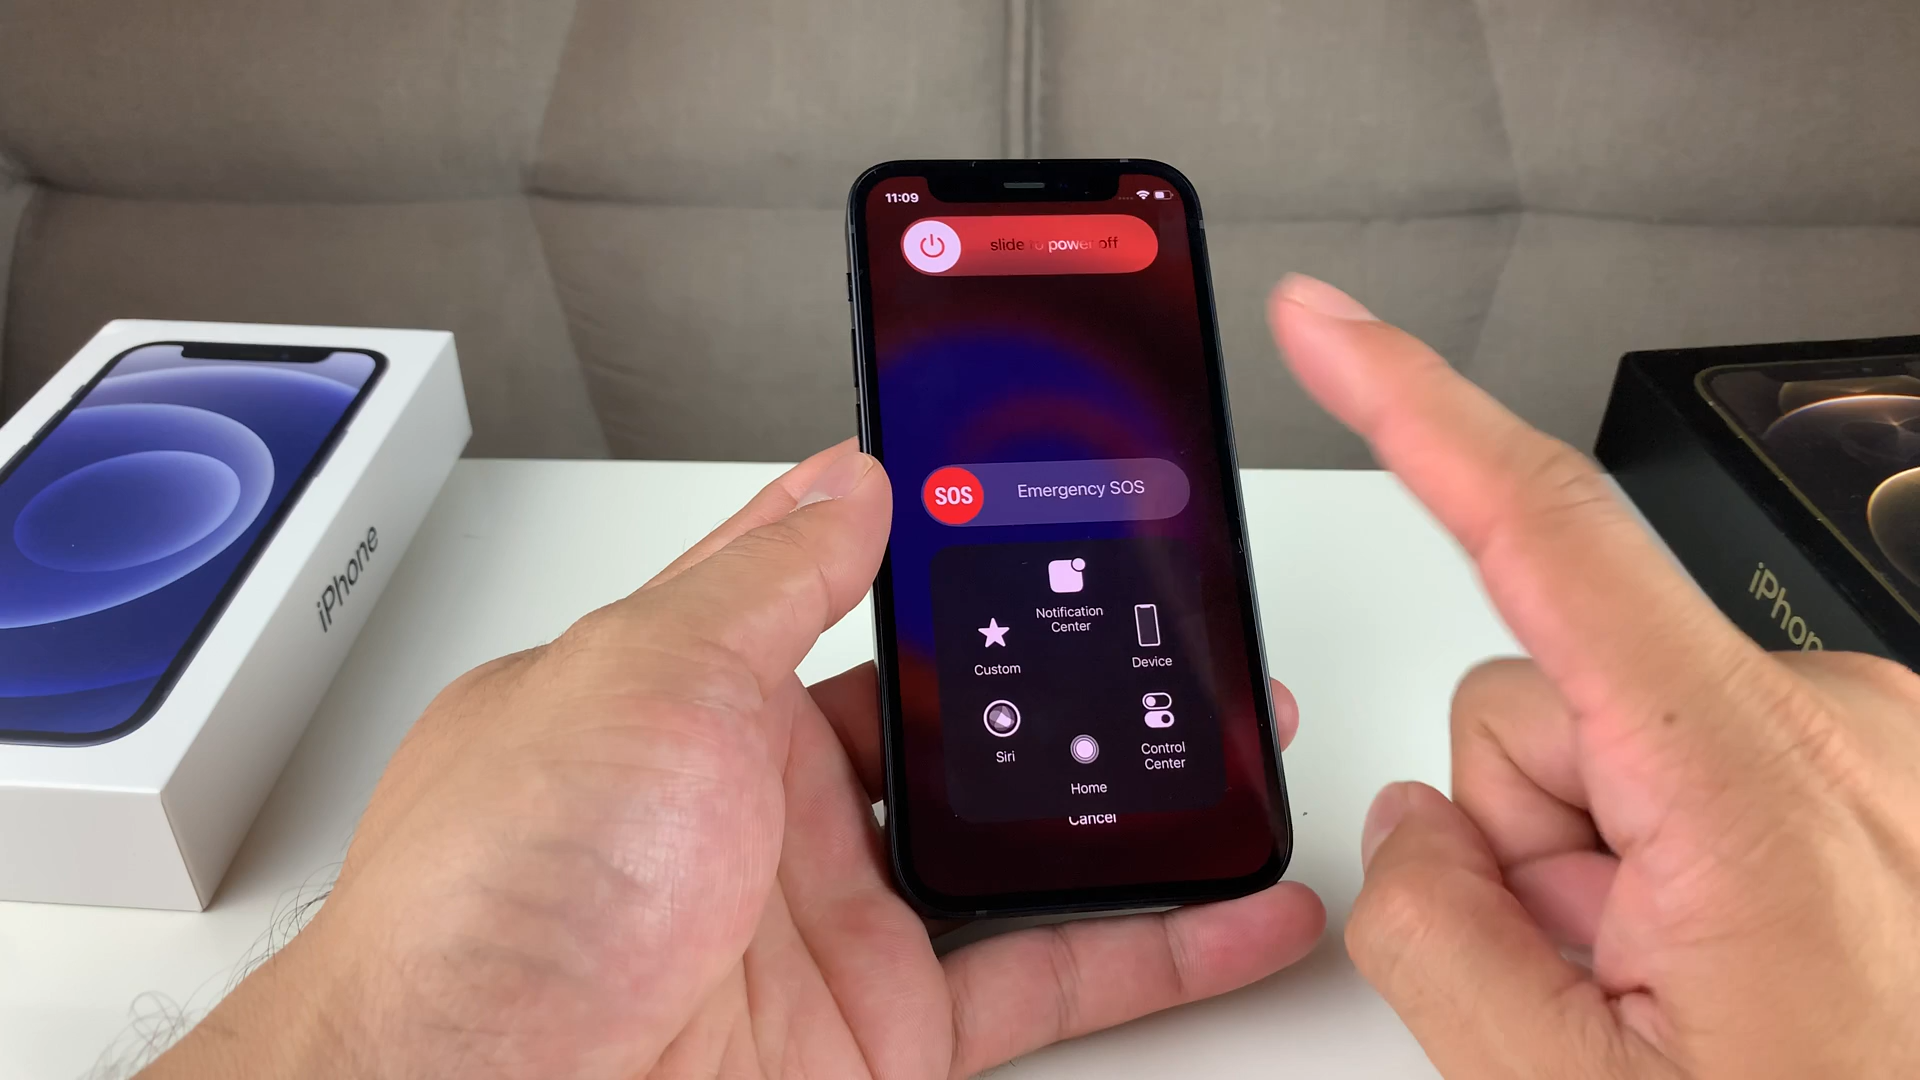 11:09
slide to power off
SOS
Emergency SOS
Notification
Center
Custom
Device
Siri
Control
Center
Home
Cancel
iPhone
iPhon